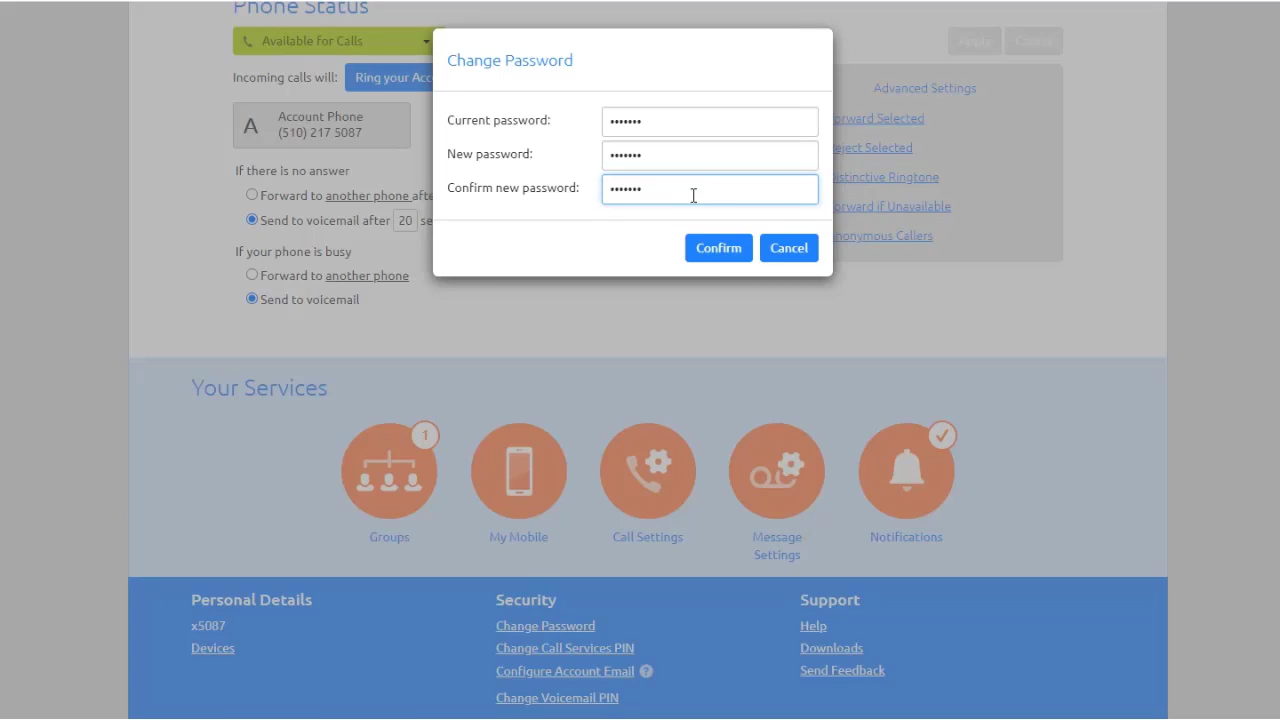 Phone Status
Available for Calls
Apply Cancel
Incoming calls will: Ring your Acc
A Account Phone
(510) 217 5087
If there is no answer
Forward to another phone afte
Send to voicemail after 20 se
If your phone is busy
Forward to another phone
Send to voicemail
Change Password
Current password: •••••••
New password: •••••••
Confirm new password: •••••••
Confirm Cancel
Advanced Settings
orward Selected
eject Selected
istinctive Ringtone
orward if Unavailable
nonymous Callers
Your Services
1
Groups
My Mobile
Call Settings
Message
Settings
Notifications
Personal Details
x5087
Devices
Security
Change Password
Change Call Services PIN
Configure Account Email ?
Change Voicemail PIN
Support
Help
Downloads
Send Feedback